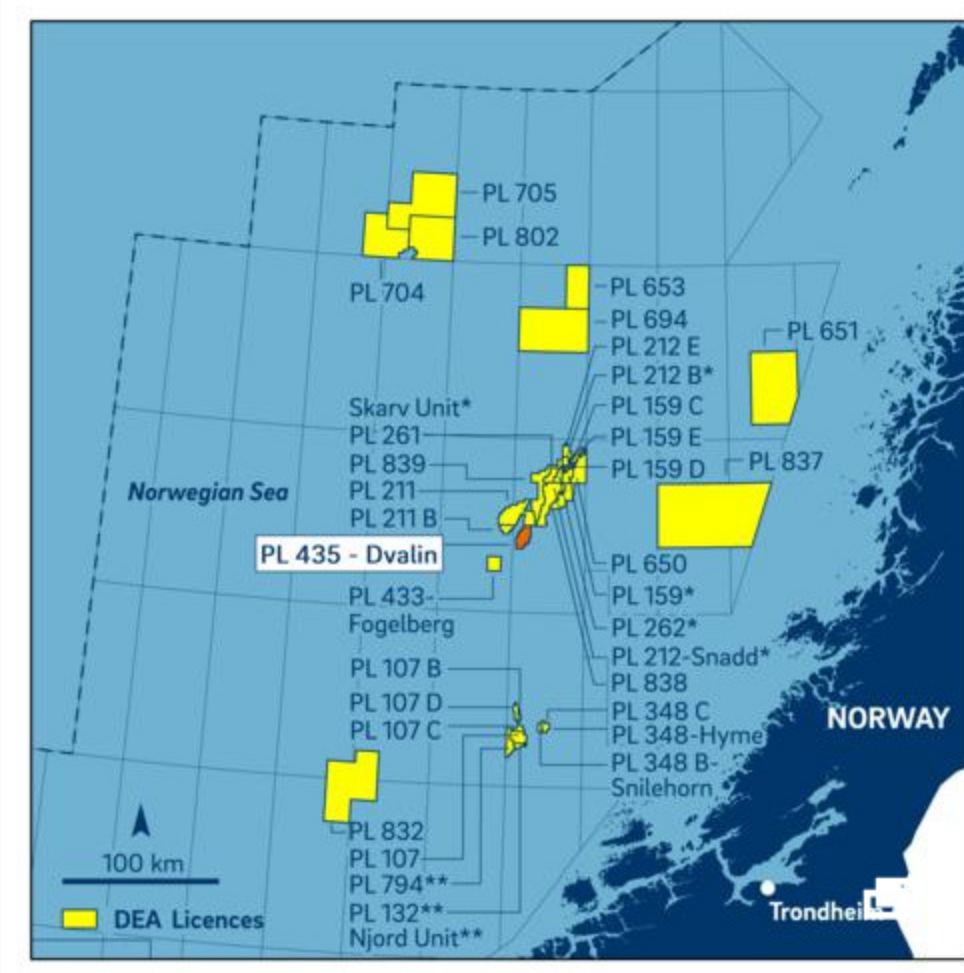 PL 705
PL 802
PL 704
PL 653
PL 694
PL 651
PL 212 E
PL 212 B*
PL 159 C
PL 159 E
PL 159 D
PL 837
Skarv Unit*
PL 261
PL 839
PL 211
PL 211 B
Norwegian Sea
PL 435 - Dvalin
PL 433-
Fogelberg
PL 650
PL 159*
PL 262*
PL 212-Snadd*
PL 838
PL 107 B
PL 107 D
PL 107 C
PL 348 C
PL 348-Hyme
PL 348 B-
Snilehorn
NORWAY
PL 832
PL 107
PL 794**
PL 132**
Njord Unit**
100 km
DEA Licences
Trondheim